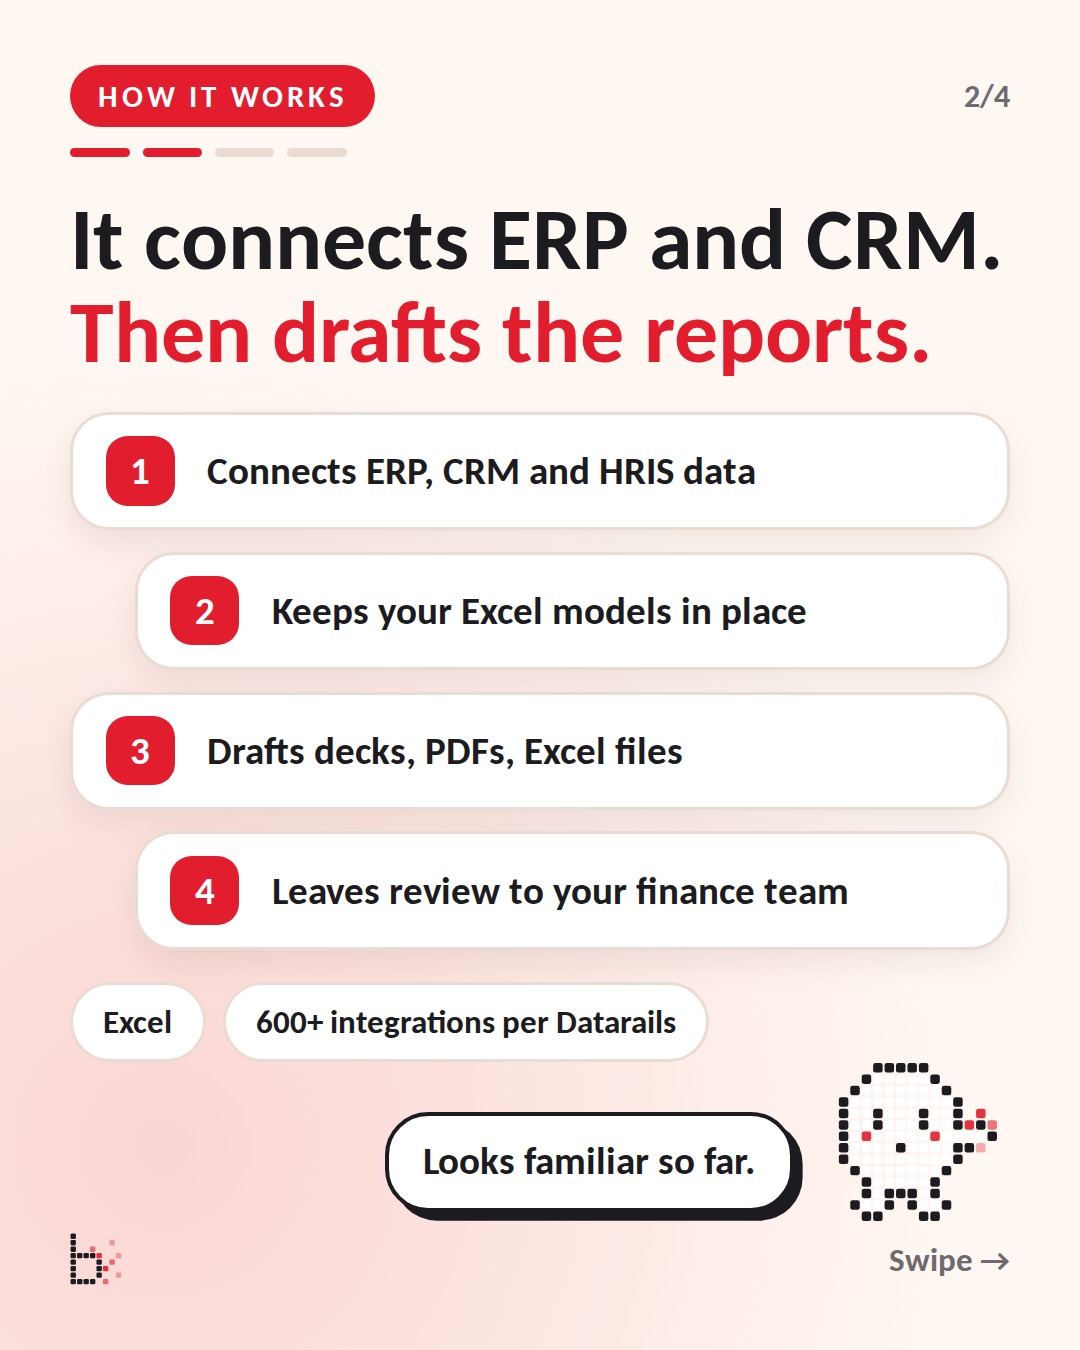 HOW IT WORKS
2/4
It connects ERP and CRM.
Then drafts the reports.
1 Connects ERP, CRM and HRIS data
2 Keeps your Excel models in place
3 Drafts decks, PDFs, Excel files
4 Leaves review to your finance team
Excel
600+ integrations per Datarails
Looks familiar so far.
b
Swipe →